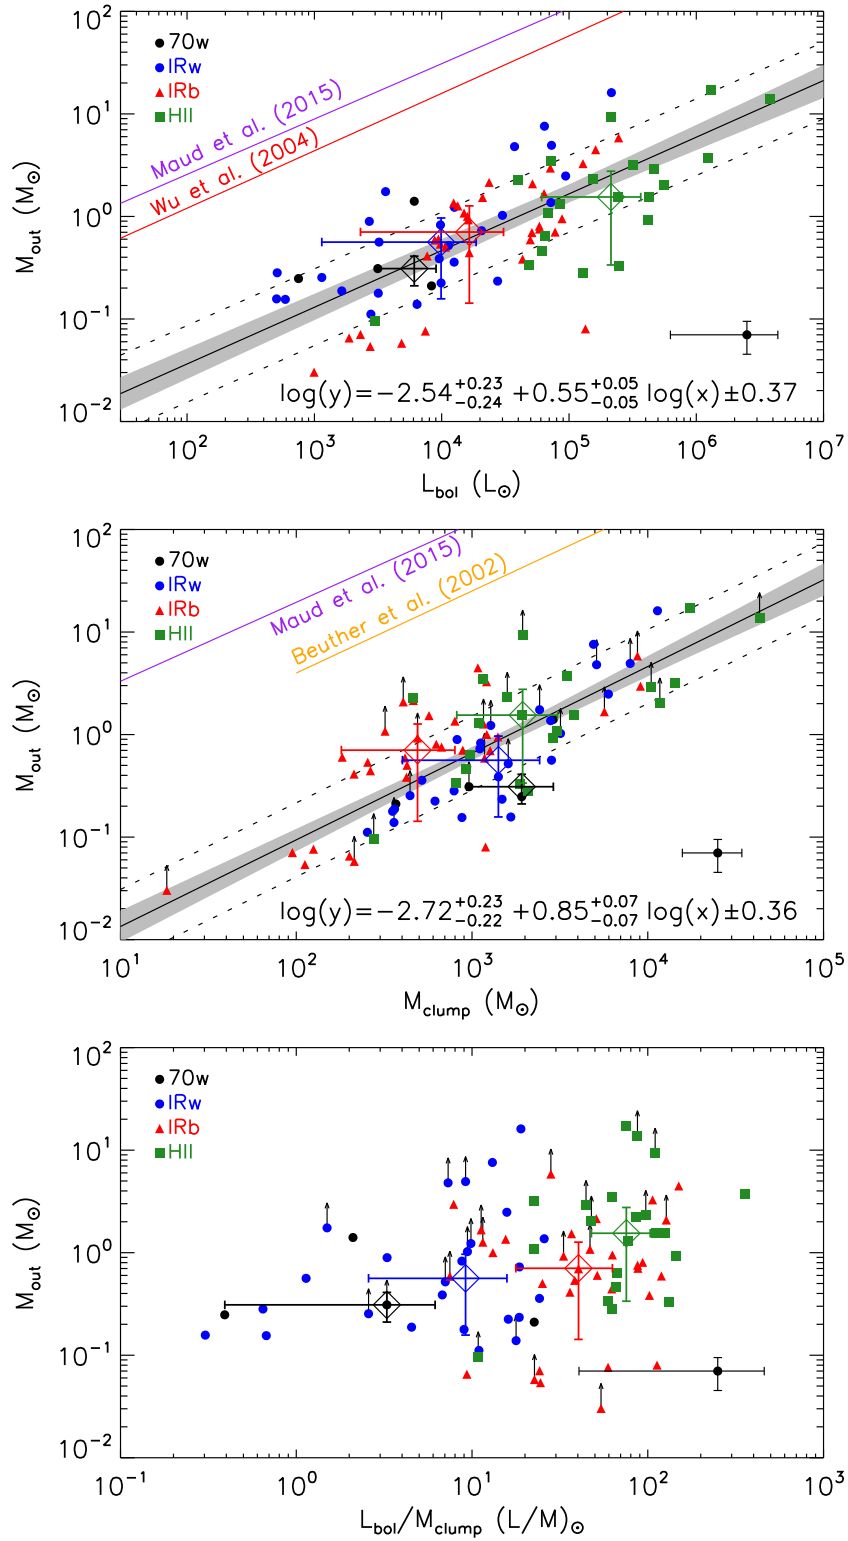 10²
10¹
10⁰
10⁻¹
10⁻²
M_out (M_⊙)
70w
IRw
IRb
HII
Maud et al. (2015)
Wu et al. (2004)
log(y)=−2.54^{+0.23}_{−0.24} +0.55^{+0.05}_{−0.05} log(x)±0.37
10² 10³ 10⁴ 10⁵ 10⁶ 10⁷
L_bol (L_⊙)
10²
10¹
10⁰
10⁻¹
10⁻²
M_out (M_⊙)
70w
IRw
IRb
HII
Maud et al. (2015)
Beuther et al. (2002)
log(y)=−2.72^{+0.23}_{−0.22} +0.85^{+0.07}_{−0.07} log(x)±0.36
10¹ 10² 10³ 10⁴ 10⁵
M_clump (M_⊙)
10²
10¹
10⁰
10⁻¹
10⁻²
M_out (M_⊙)
70w
IRw
IRb
HII
10⁻¹ 10⁰ 10¹ 10² 10³
L_bol/M_clump (L/M)_⊙